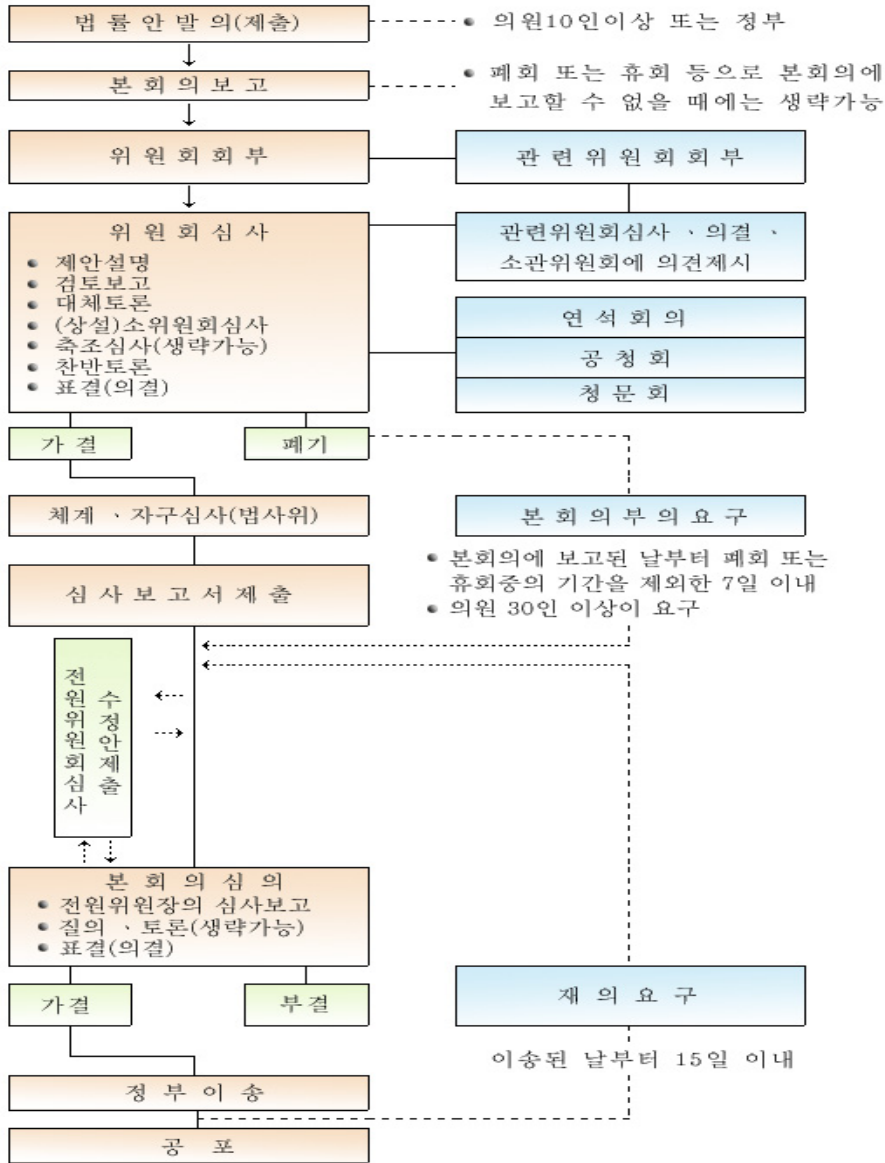 법률안발의(제출)
• 의원10인이상 또는 정부
본회의보고
• 폐회 또는 휴회 등으로 본회의에
보고할 수 없을 때에는 생략가능
위원회회부
관련위원회회부
위원회심사
• 제안설명
• 검토보고
• 대체토론
• (상설)소위원회심사
• 축조심사(생략가능)
• 찬반토론
• 표결(의결)
관련위원회심사、의결、
소관위원회에 의견제시
연석회의
공청회
청문회
가결
폐기
체계、자구심사(법사위)
본회의부의요구
• 본회의에 보고된 날부터 폐회 또는
휴회중의 기간을 제외한 7일 이내
• 의원 30인 이상이 요구
심사보고서제출
전원위원회심사
수정안제출
본회의심의
• 전원위원장의 심사보고
• 질의、토론(생략가능)
• 표결(의결)
가결
부결
재의요구
이송된 날부터 15일 이내
정부이송
공포